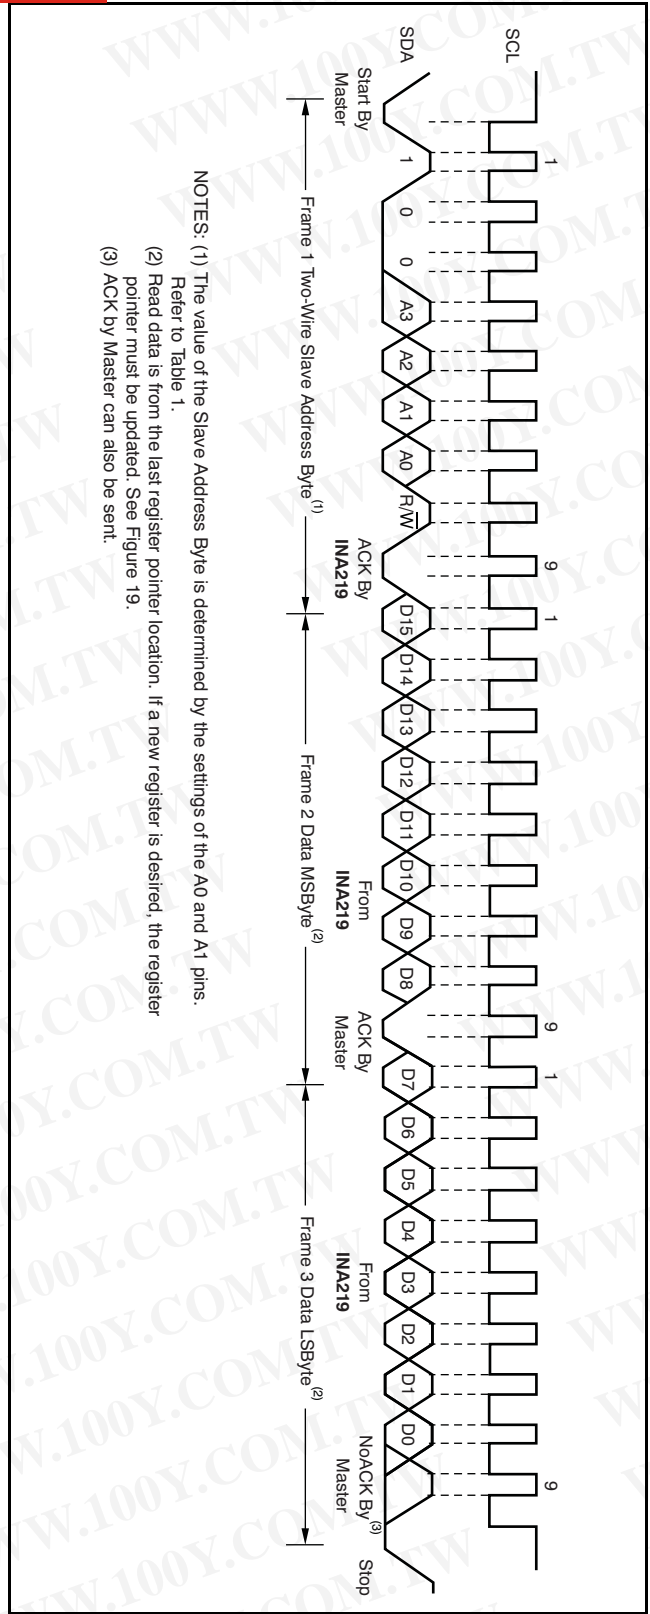 SCL
1
9
1
9
1
9
SDA
1
0
0
A3
A2
A1
A0
R/W
D15
D14
D13
D12
D11
D10
D9
D8
D7
D6
D5
D4
D3
D2
D1
D0
Start By
Master
ACK By
INA219
From
INA219
ACK By
Master
From
INA219
NoACK By(3)
Master
Stop
Frame 1 Two-Wire Slave Address Byte(1)
Frame 2 Data MSByte(2)
Frame 3 Data LSByte(2)
NOTES: (1) The value of the Slave Address Byte is determined by the settings of the A0 and A1 pins.
Refer to Table 1.
(2) Read data is from the last register pointer location. If a new register is desired, the register
pointer must be updated. See Figure 19.
(3) ACK by Master can also be sent.
WWW.100Y.COM.TW